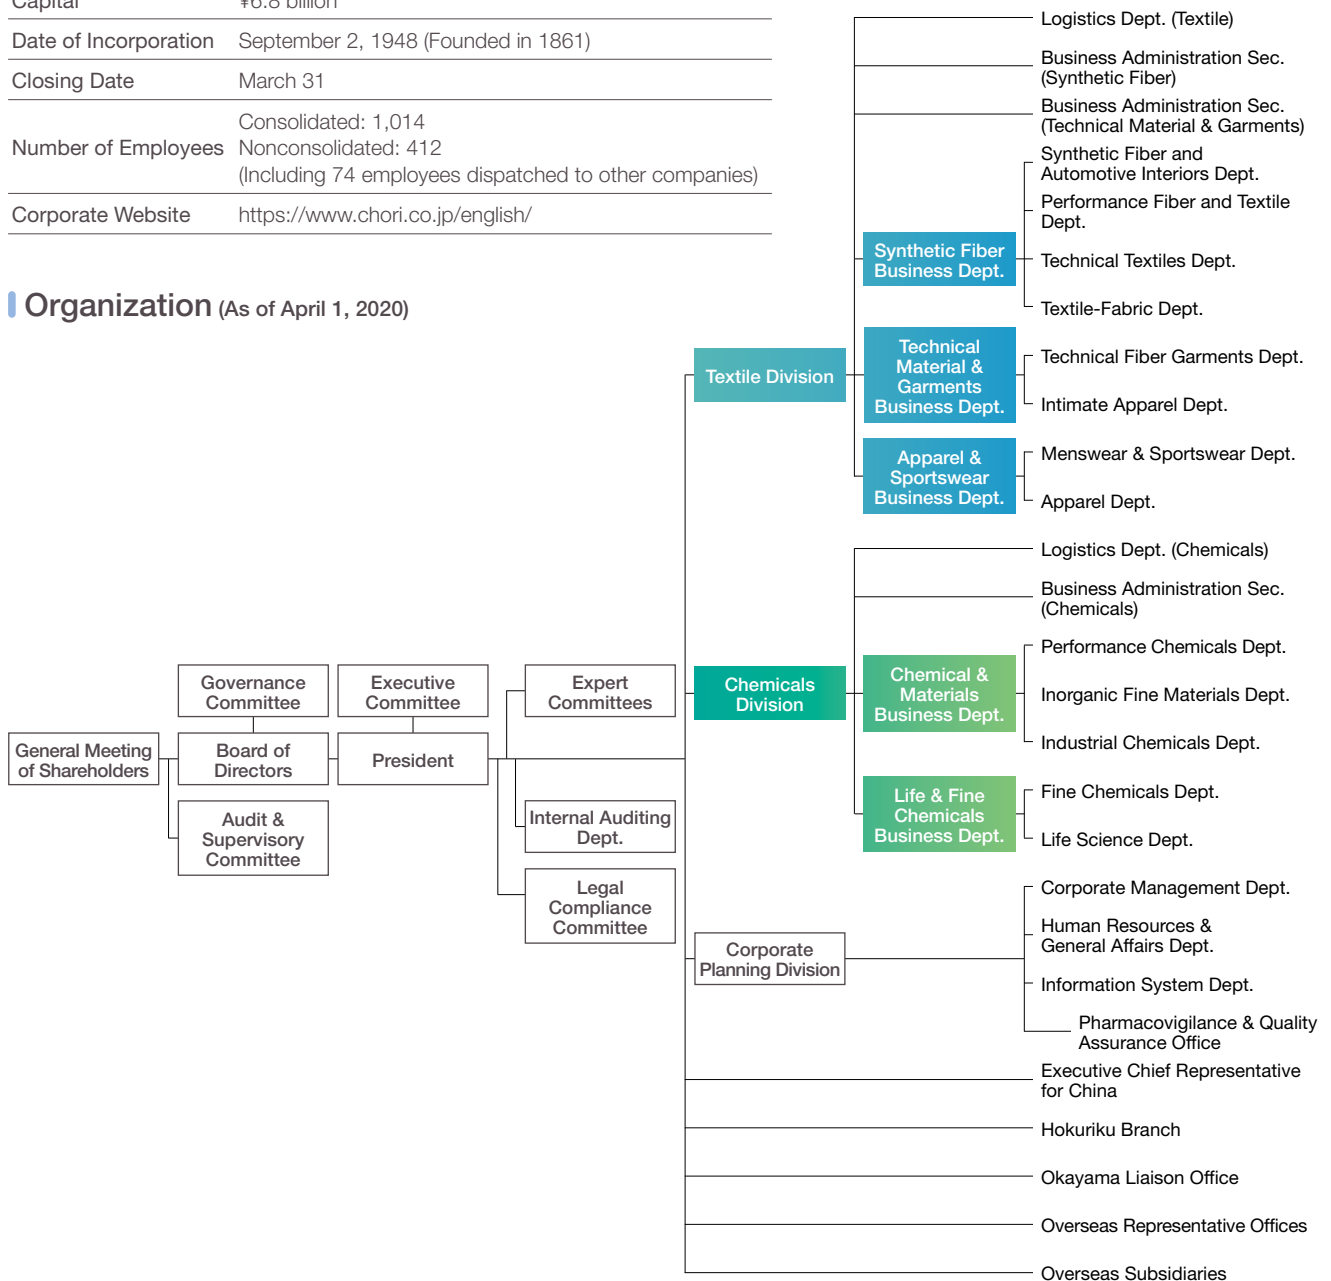 Capital ¥6.8 billion
Date of Incorporation September 2, 1948 (Founded in 1861)
Closing Date March 31
Number of Employees Consolidated: 1,014
Nonconsolidated: 412
(Including 74 employees dispatched to other companies)
Corporate Website https://www.chori.co.jp/english/
Organization (As of April 1, 2020)
General Meeting
of Shareholders
Governance
Committee
Board of
Directors
Audit &
Supervisory
Committee
Executive
Committee
President
Expert
Committees
Internal Auditing
Dept.
Legal
Compliance
Committee
Textile Division
Logistics Dept. (Textile)
Business Administration Sec.
(Synthetic Fiber)
Business Administration Sec.
(Technical Material & Garments)
Synthetic Fiber
Business Dept.
Synthetic Fiber and
Automotive Interiors Dept.
Performance Fiber and Textile
Dept.
Technical Textiles Dept.
Textile-Fabric Dept.
Technical
Material &
Garments
Business Dept.
Technical Fiber Garments Dept.
Intimate Apparel Dept.
Apparel &
Sportswear
Business Dept.
Menswear & Sportswear Dept.
Apparel Dept.
Chemicals
Division
Logistics Dept. (Chemicals)
Business Administration Sec.
(Chemicals)
Chemical &
Materials
Business Dept.
Performance Chemicals Dept.
Inorganic Fine Materials Dept.
Industrial Chemicals Dept.
Life & Fine
Chemicals
Business Dept.
Fine Chemicals Dept.
Life Science Dept.
Corporate
Planning Division
Corporate Management Dept.
Human Resources &
General Affairs Dept.
Information System Dept.
Pharmacovigilance & Quality
Assurance Office
Executive Chief Representative
for China
Hokuriku Branch
Okayama Liaison Office
Overseas Representative Offices
Overseas Subsidiaries